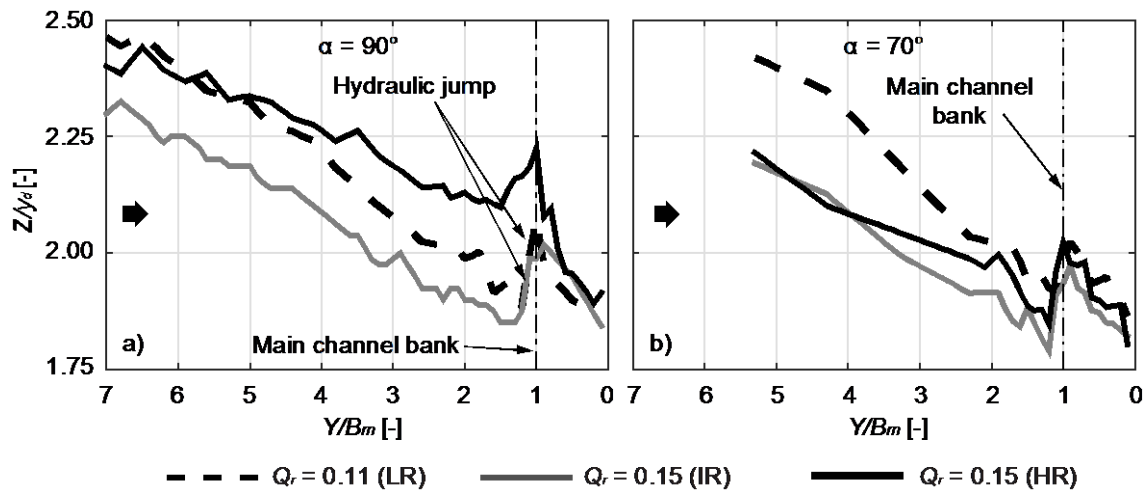 2.50
2.25
2.00
1.75
Z/yd [-]
α = 90°
Hydraulic jump
Main channel bank
a)
7 6 5 4 3 2 1 0
Y/Bm [-]
α = 70°
Main channel
bank
b)
7 6 5 4 3 2 1 0
Y/Bm [-]
Qr = 0.11 (LR) Qr = 0.15 (IR) Qr = 0.15 (HR)